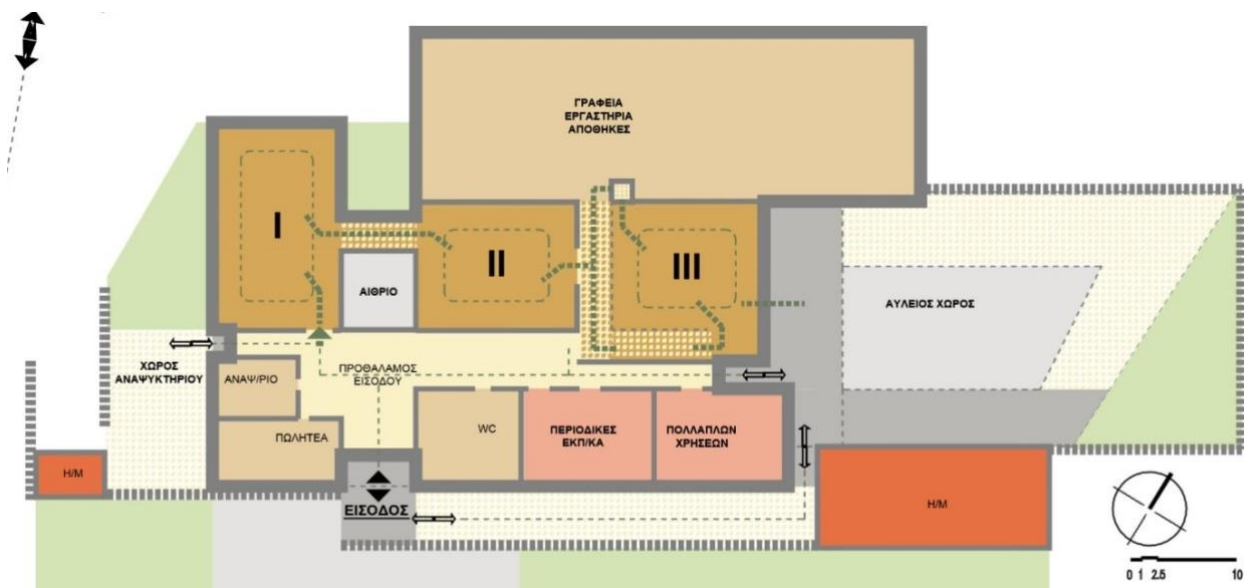 ΓΡΑΦΕΙΑ
ΕΡΓΑΣΤΗΡΙΑ
ΑΠΟΘΗΚΕΣ
I
II
III
ΑΙΘΡΙΟ
ΑΥΛΕΙΟΣ ΧΩΡΟΣ
ΧΩΡΟΣ
ΑΝΑΨΥΚΤΗΡΙΟΥ
ΠΡΟΘΑΛΑΜΟΣ
ΕΙΣΟΔΟΥ
ΑΝΑΨ/ΡΙΟ
ΠΩΛΗΤΕΑ
WC
ΠΕΡΙΟΔΙΚΕΣ
ΕΚΠ/ΚΑ
ΠΟΛΛΑΠΛΩΝ
ΧΡΗΣΕΩΝ
Η/Μ
Η/Μ
ΕΙΣΟΔΟΣ
0 1 2.5 10